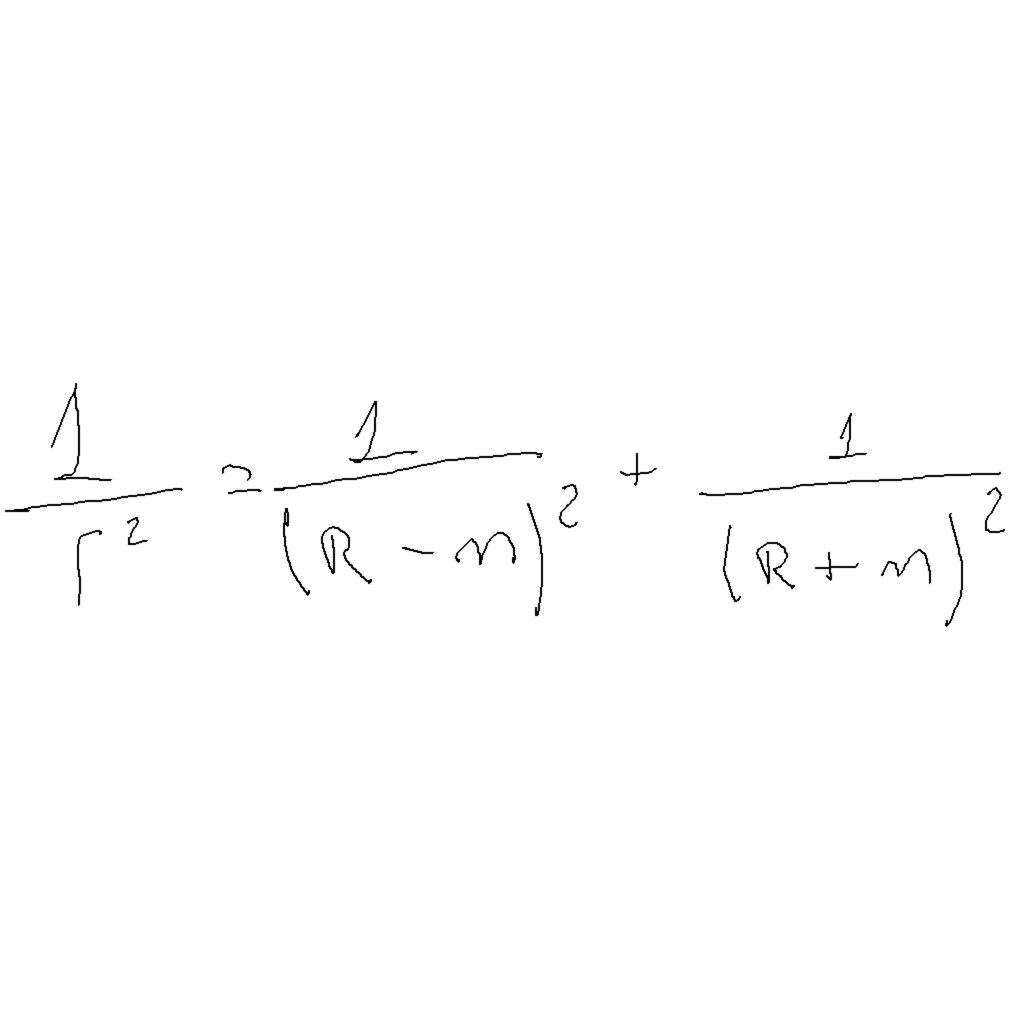 1/r² = 1/(R - n)² + 1/(R + n)²